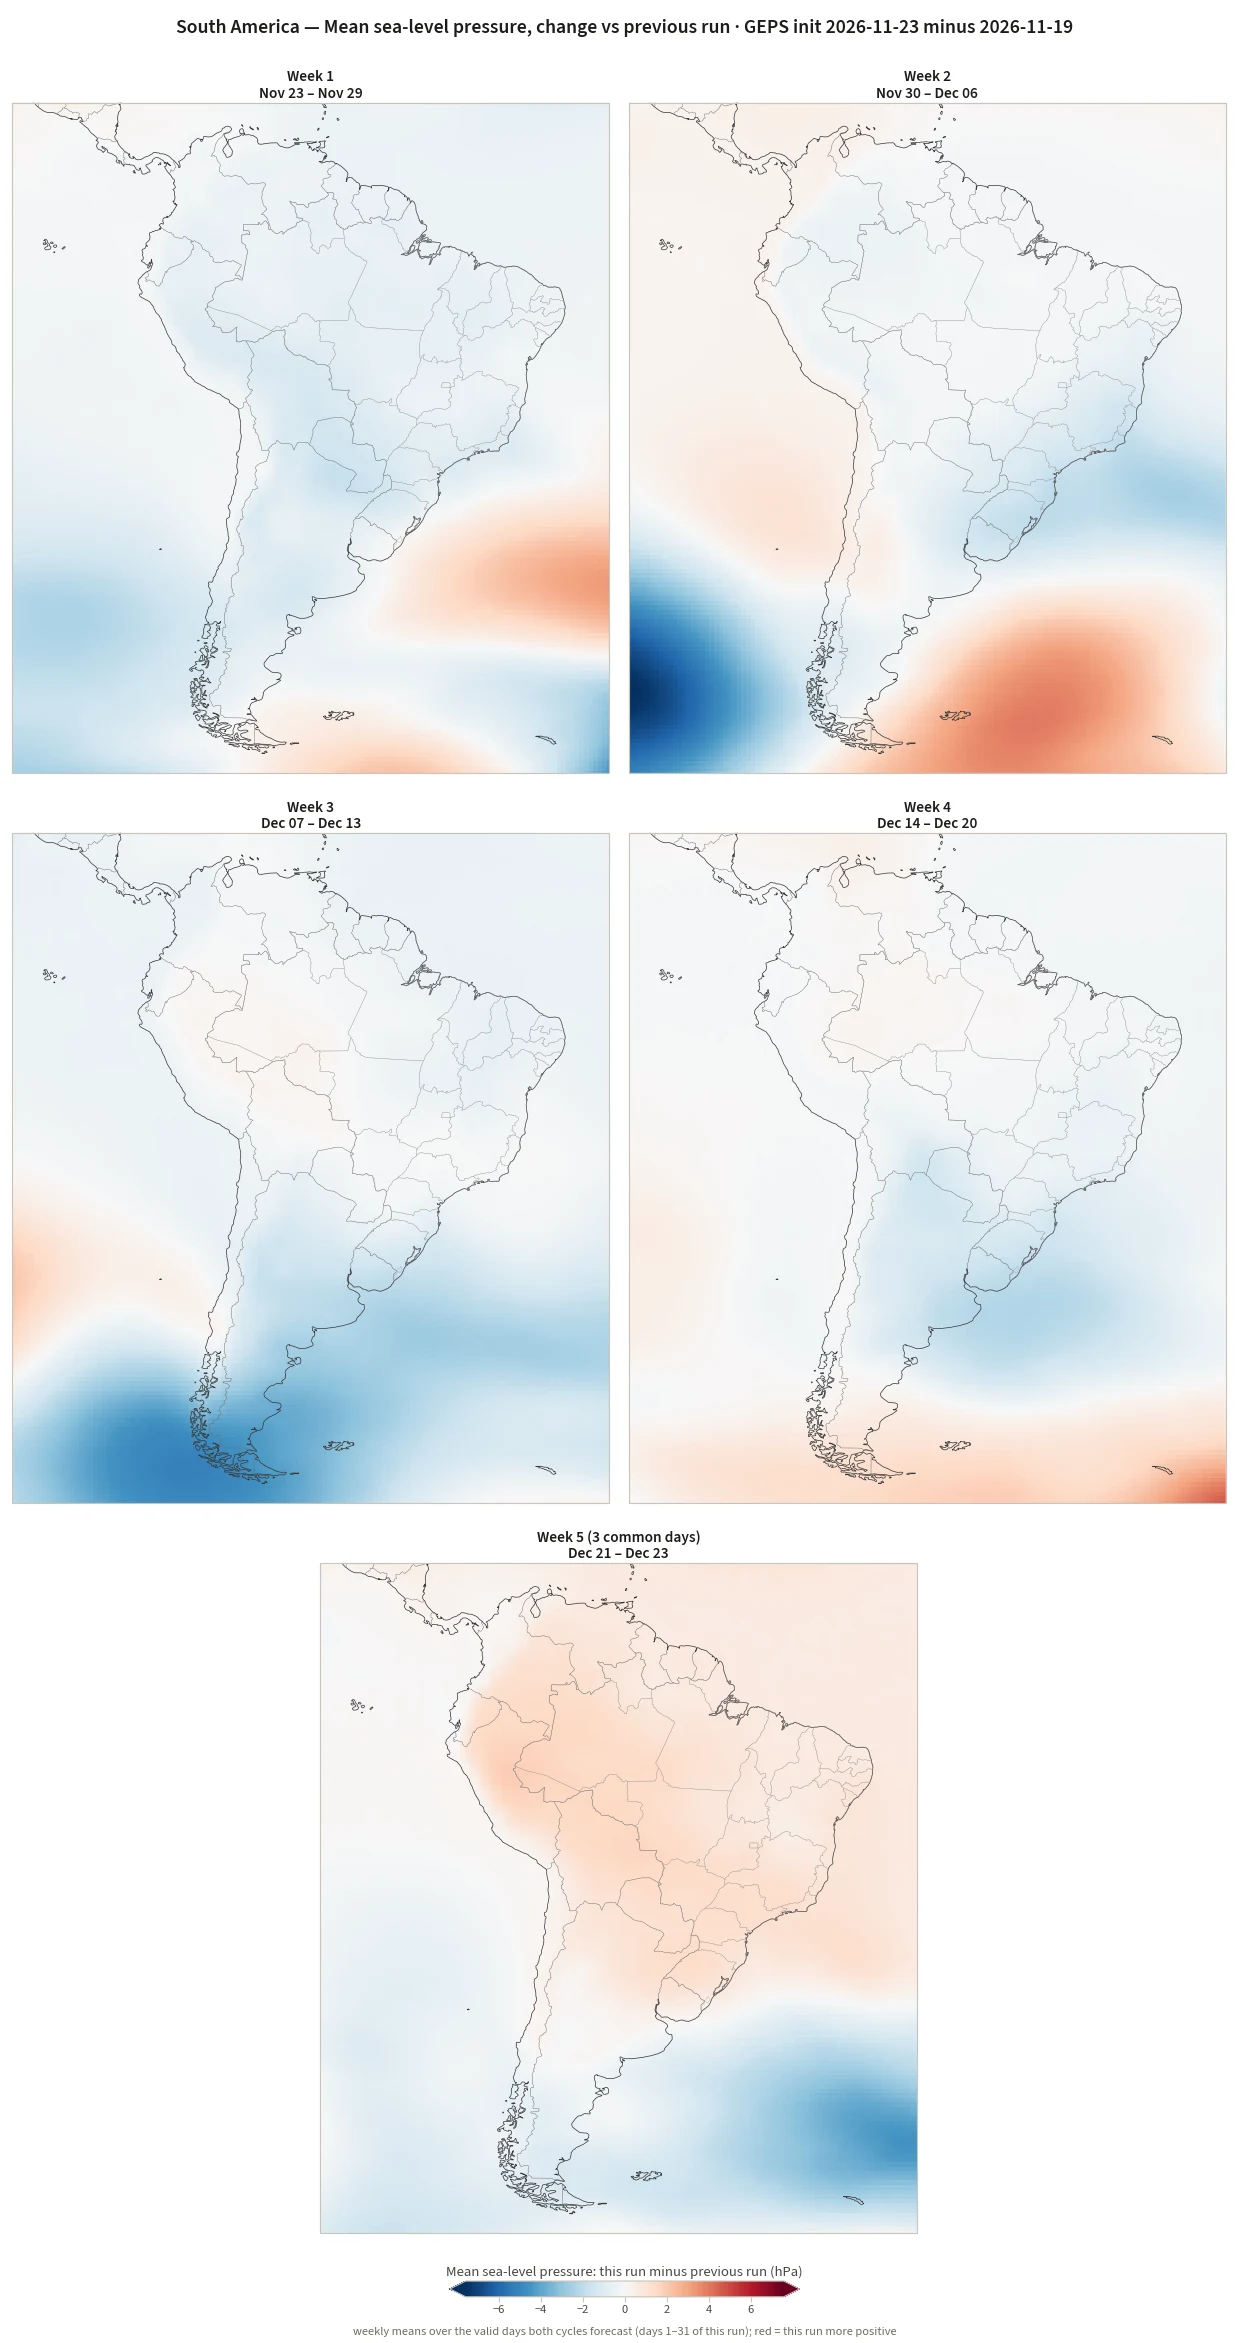 South America — Mean sea-level pressure, change vs previous run · GEPS init 2026-11-23 minus 2026-11-19
Week 1
Nov 23 – Nov 29
Week 2
Nov 30 – Dec 06
Week 3
Dec 07 – Dec 13
Week 4
Dec 14 – Dec 20
Week 5 (3 common days)
Dec 21 – Dec 23
Mean sea-level pressure: this run minus previous run (hPa)
−6 −4 −2 0 2 4 6
weekly means over the valid days both cycles forecast (days 1–31 of this run); red = this run more positive